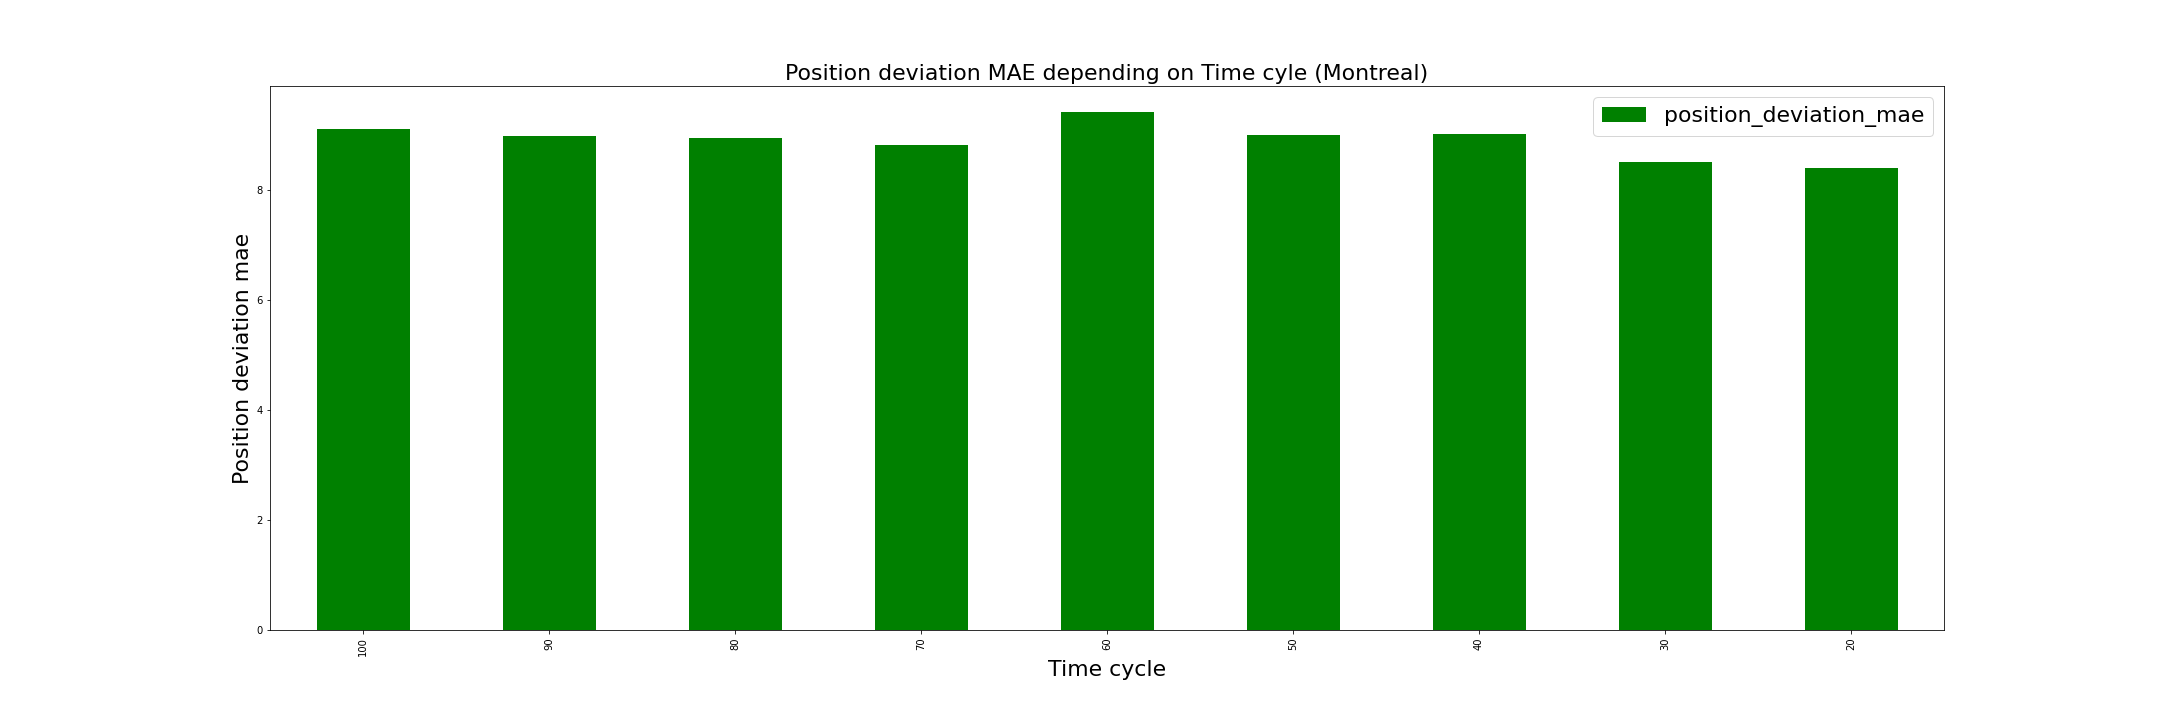 Position deviation MAE depending on Time cyle (Montreal)
position_deviation_mae
Position deviation mae
8
6
4
2
0
100 90 80 70 60 50 40 30 20
Time cycle